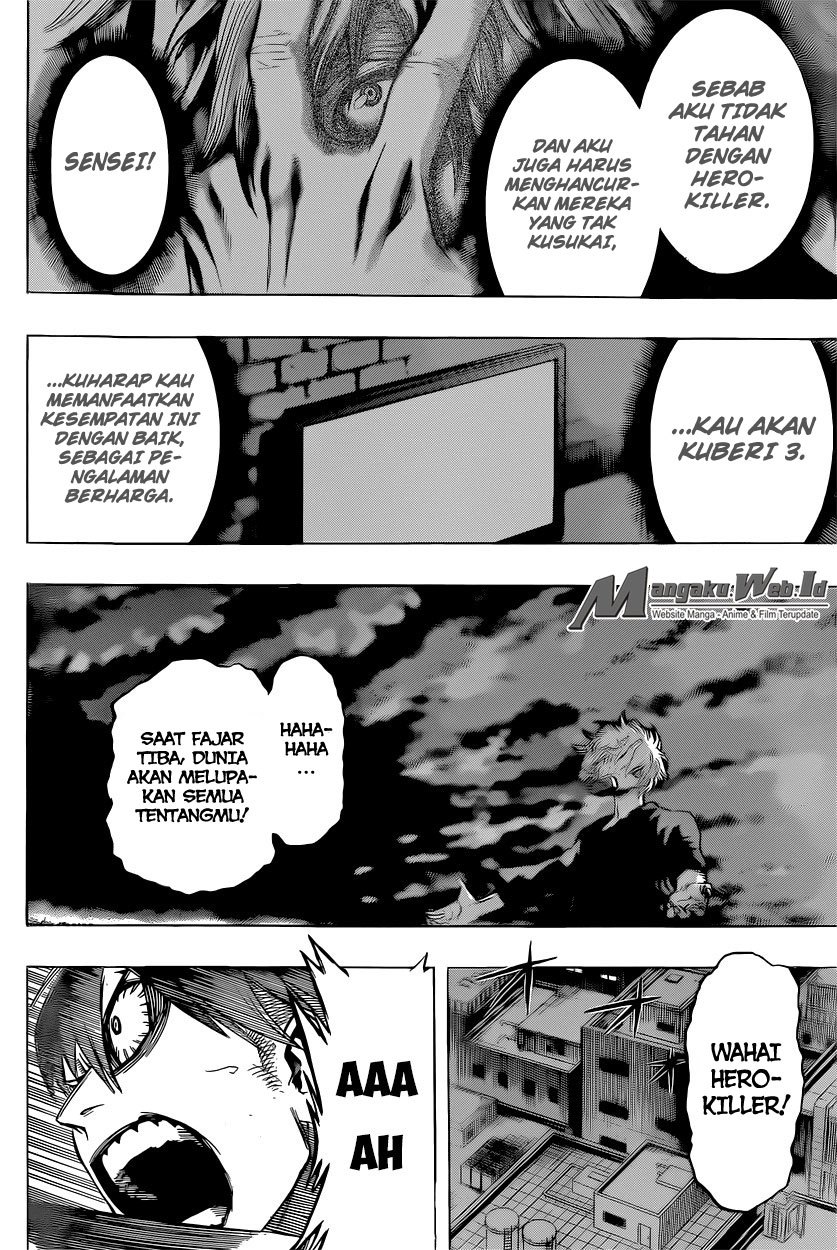 SEBAB
AKU TIDAK
TAHAN
DENGAN
HERO-
KILLER.
DAN AKU
JUGA HARUS
MENGHANCUR-
KAN MEREKA
YANG TAK
KUSUKAI,
SENSEI!
...KAU AKAN
KUBERI 3.
...KUHARAP KAU
MEMANFAATKAN
KESEMPATAN INI
DENGAN BAIK,
SEBAGAI PE-
NGALAMAN
BERHARGA.
Mangaku.Web.Id
Website Manga - Anime & Film Terupdate
HAHA-
HAHA
...
SAAT FAJAR
TIBA, DUNIA
AKAN MELUPA-
KAN SEMUA
TENTANGMU!
WAHAI
HERO-
KILLER!
AAA
AH